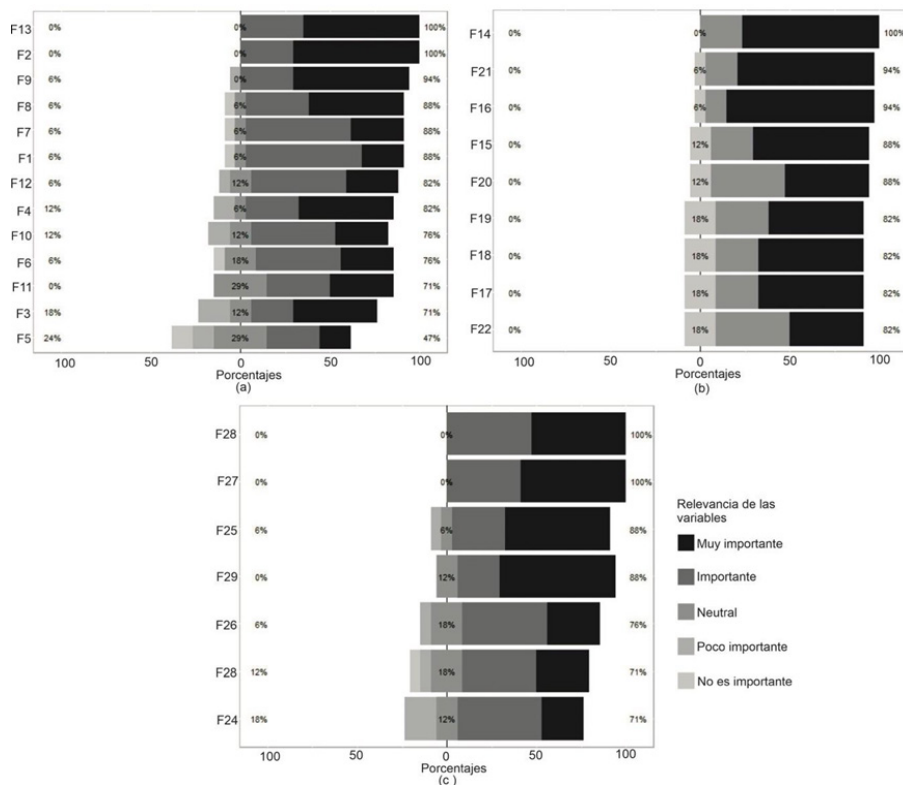 F13 0% 0% 100%
F2 0% 0% 100%
F9 6% 0% 94%
F8 6% 6% 88%
F7 6% 6% 88%
F1 6% 6% 88%
F12 6% 12% 82%
F4 12% 6% 82%
F10 12% 12% 76%
F6 6% 18% 76%
F11 0% 29% 71%
F3 18% 12% 71%
F5 24% 29% 47%
100 50 0 50 100
Porcentajes
(a)
F14 0% 0% 100%
F21 0% 6% 94%
F16 0% 6% 94%
F15 0% 12% 88%
F20 0% 12% 88%
F19 0% 18% 82%
F18 0% 18% 82%
F17 0% 18% 82%
F22 0% 18% 82%
100 50 0 50 100
Porcentajes
(b)
F28 0% 0% 100%
F27 0% 0% 100%
F25 6% 6% 88%
F29 0% 12% 88%
F26 6% 18% 76%
F28 12% 18% 71%
F24 18% 12% 71%
100 50 0 50 100
Porcentajes
(c )
Relevancia de las
variables
Muy importante
Importante
Neutral
Poco importante
No es importante